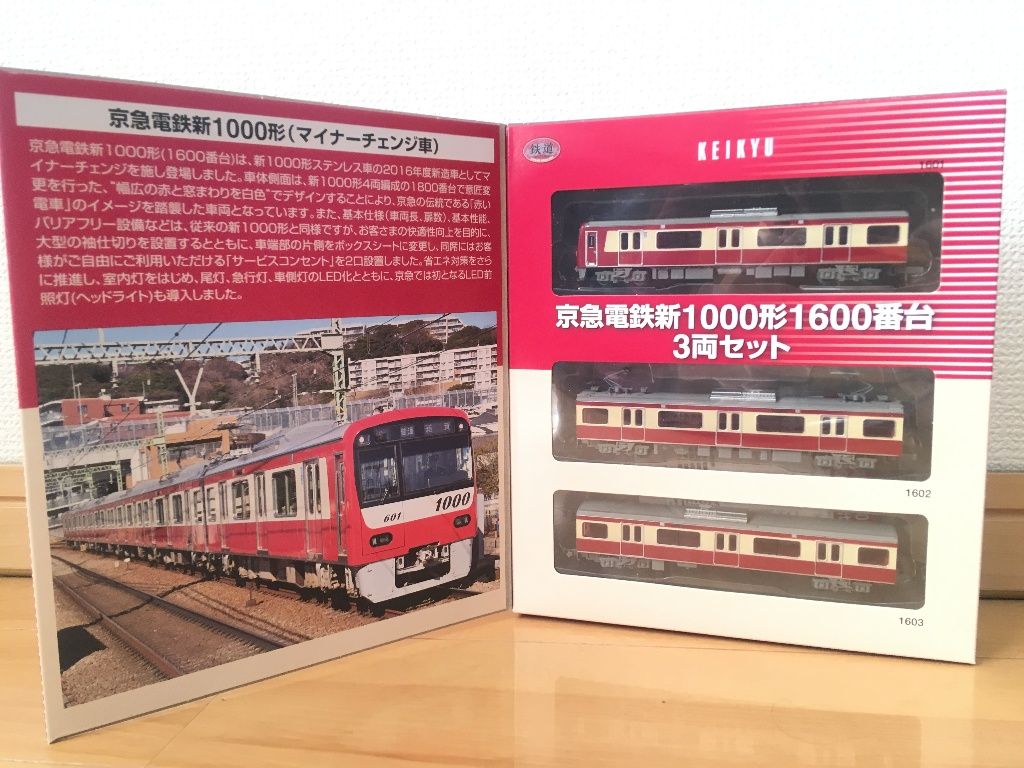 京急電鉄新1000形(マイナーチェンジ車)
京急電鉄新1000形(1600番台)は、新1000形ステンレス車の2016年度新造車としてマ
イナーチェンジを施し登場しました。車体側面は、新1000形4両編成の1800番台で意匠変
更を行った、"幅広の赤と窓まわりを白色"でデザインすることにより、京急の伝統である「赤い
電車」のイメージを踏襲した車両となっています。また、基本仕様(車両長、扉数)、基本性能、
バリアフリー設備などは、従来の新1000形と同様ですが、お客さまの快適性向上を目的に、
大型の袖仕切りを設置するとともに、車端部の片側をボックスシートに変更し、同席にはお客
様がご自由にご利用いただける「サービスコンセント」を2口設置しました。省エネ対策をさら
に推進し、室内灯をはじめ、尾灯、急行灯、車側灯のLED化とともに、京急では初となるLED前
照灯(ヘッドライト)も導入しました。
601
1000
鉄道
KEIKYU
1601
京急電鉄新1000形1600番台
3両セット
1602
1603